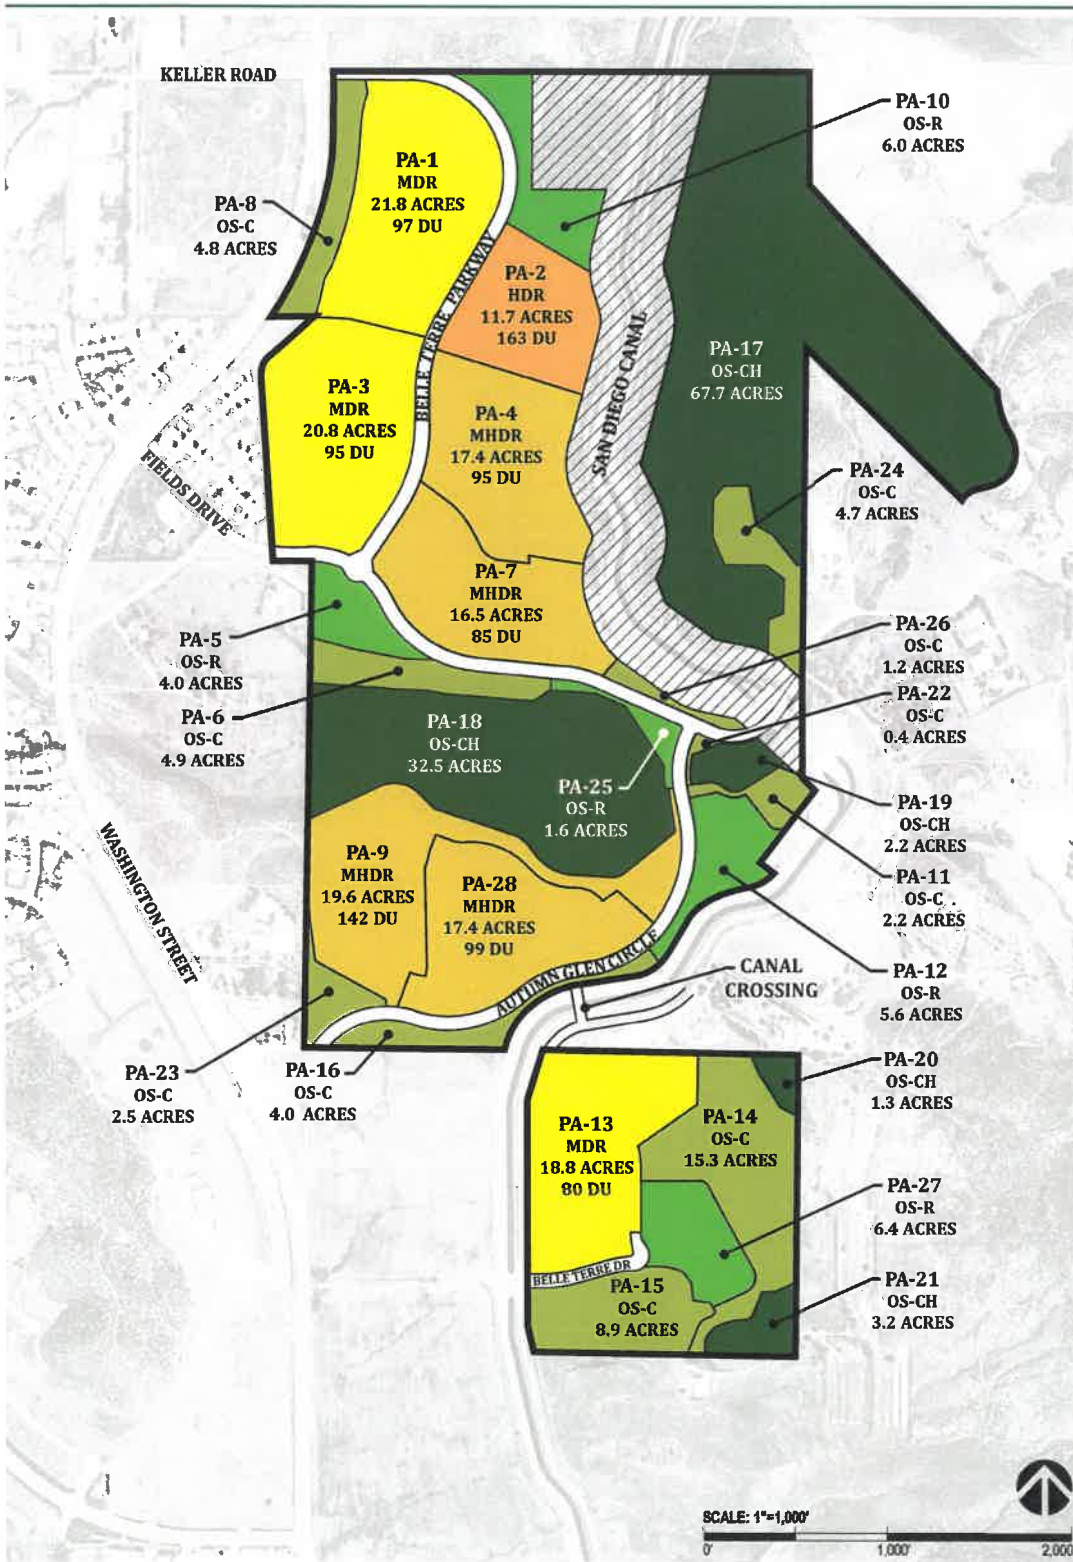 KELLER ROAD
PA-10
OS-R
6.0 ACRES
PA-1
MDR
21.8 ACRES
97 DU
PA-8
OS-C
4.8 ACRES
BELLE TERRE PARKWAY
PA-2
HDR
11.7 ACRES
163 DU
SAN DIEGO CANAL
PA-17
OS-CH
67.7 ACRES
PA-3
MDR
20.8 ACRES
95 DU
PA-4
MHDR
17.4 ACRES
95 DU
FIELDS DRIVE
PA-24
OS-C
4.7 ACRES
PA-7
MHDR
16.5 ACRES
85 DU
PA-5
OS-R
4.0 ACRES
PA-26
OS-C
1.2 ACRES
PA-6
OS-C
4.9 ACRES
PA-22
OS-C
0.4 ACRES
PA-18
OS-CH
32.5 ACRES
PA-25
OS-R
1.6 ACRES
PA-19
OS-CH
2.2 ACRES
WASHINGTON STREET
PA-9
MHDR
19.6 ACRES
142 DU
PA-28
MHDR
17.4 ACRES
99 DU
PA-11
OS-C
2.2 ACRES
AUTUMN GLEN CIRCLE
CANAL
CROSSING
PA-12
OS-R
5.6 ACRES
PA-23
OS-C
2.5 ACRES
PA-16
OS-C
4.0 ACRES
PA-20
OS-CH
1.3 ACRES
PA-13
MDR
18.8 ACRES
80 DU
PA-14
OS-C
15.3 ACRES
PA-27
OS-R
6.4 ACRES
BELLE TERRE DR
PA-15
OS-C
8.9 ACRES
PA-21
OS-CH
3.2 ACRES
SCALE: 1"=1,000'
0' 1,000' 2,000'